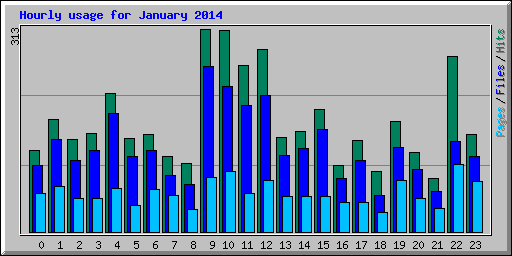 Hourly usage for January 2014
313
Pages/Files/Hits
0 1 2 3 4 5 6 7 8 9 10 11 12 13 14 15 16 17 18 19 20 21 22 23